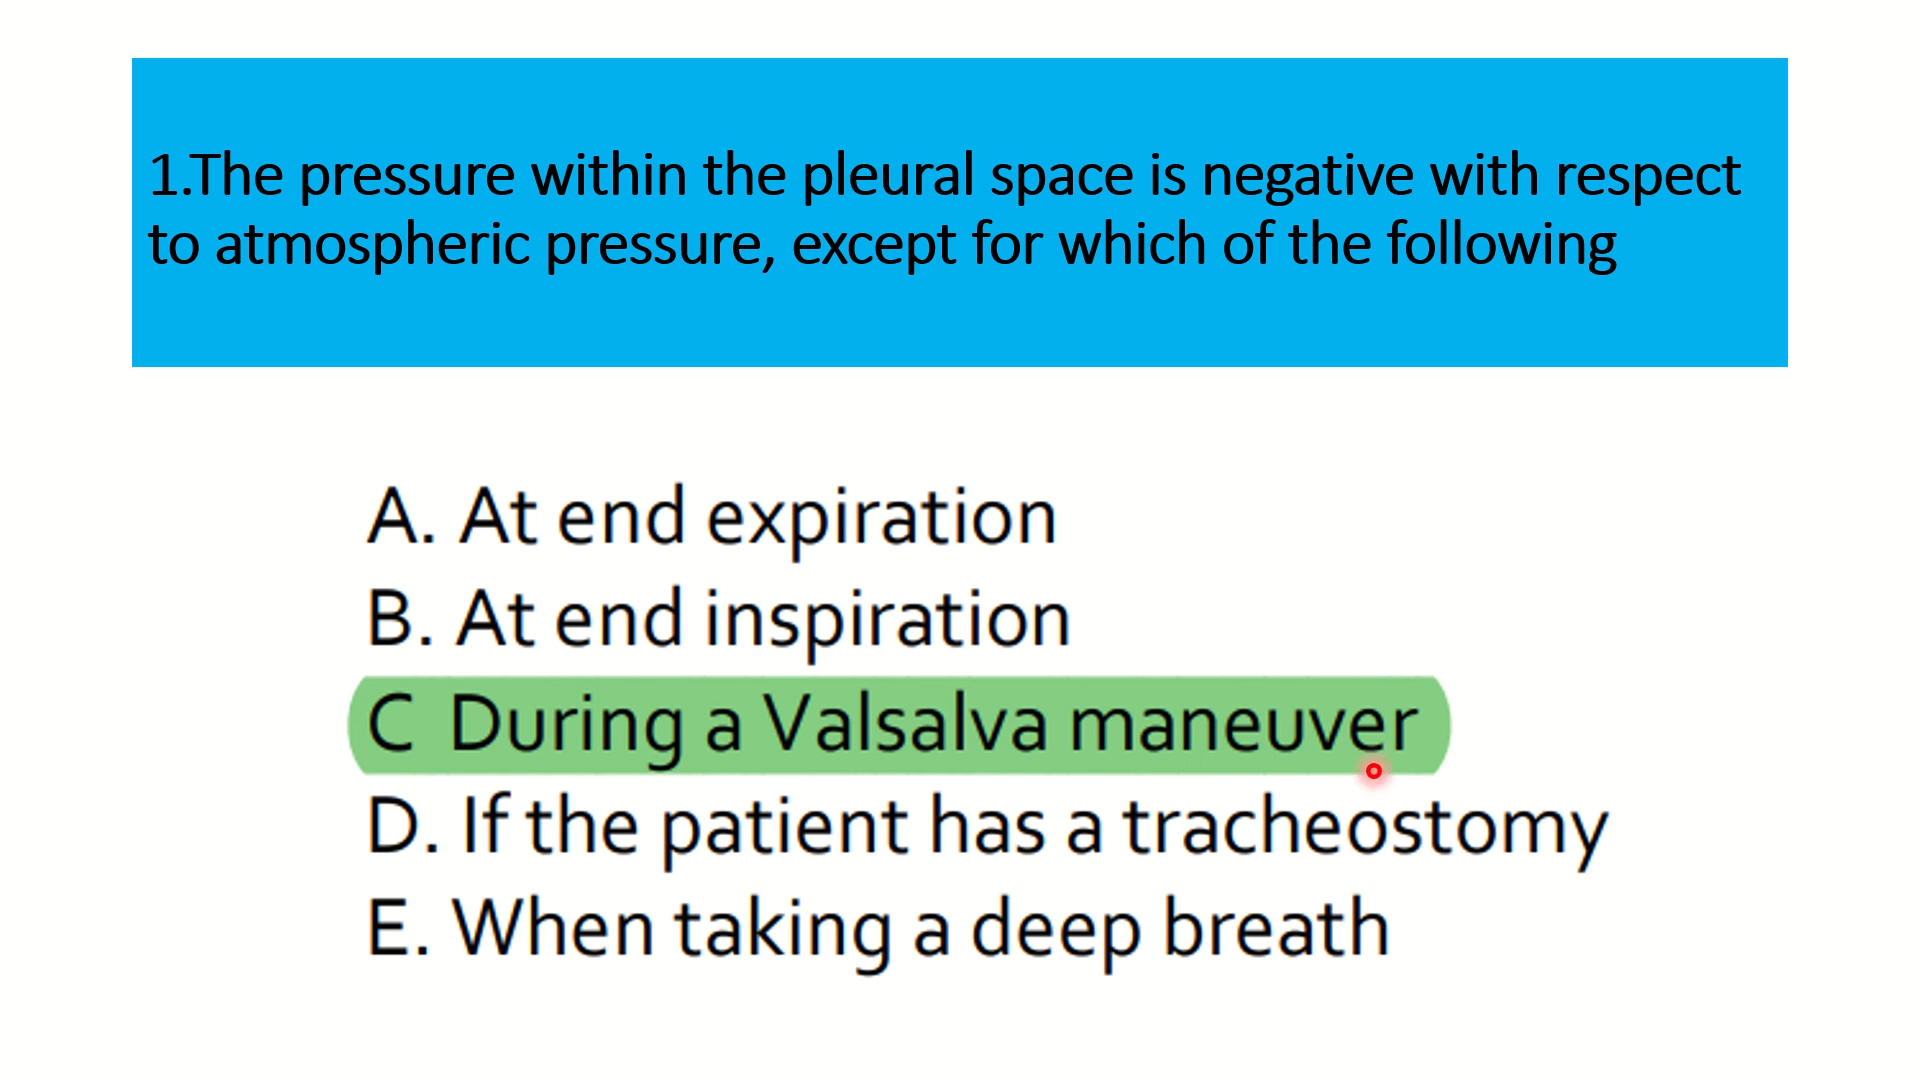 1.The pressure within the pleural space is negative with respect
to atmospheric pressure, except for which of the following
A. At end expiration
B. At end inspiration
C During a Valsalva maneuver
D. If the patient has a tracheostomy
E. When taking a deep breath